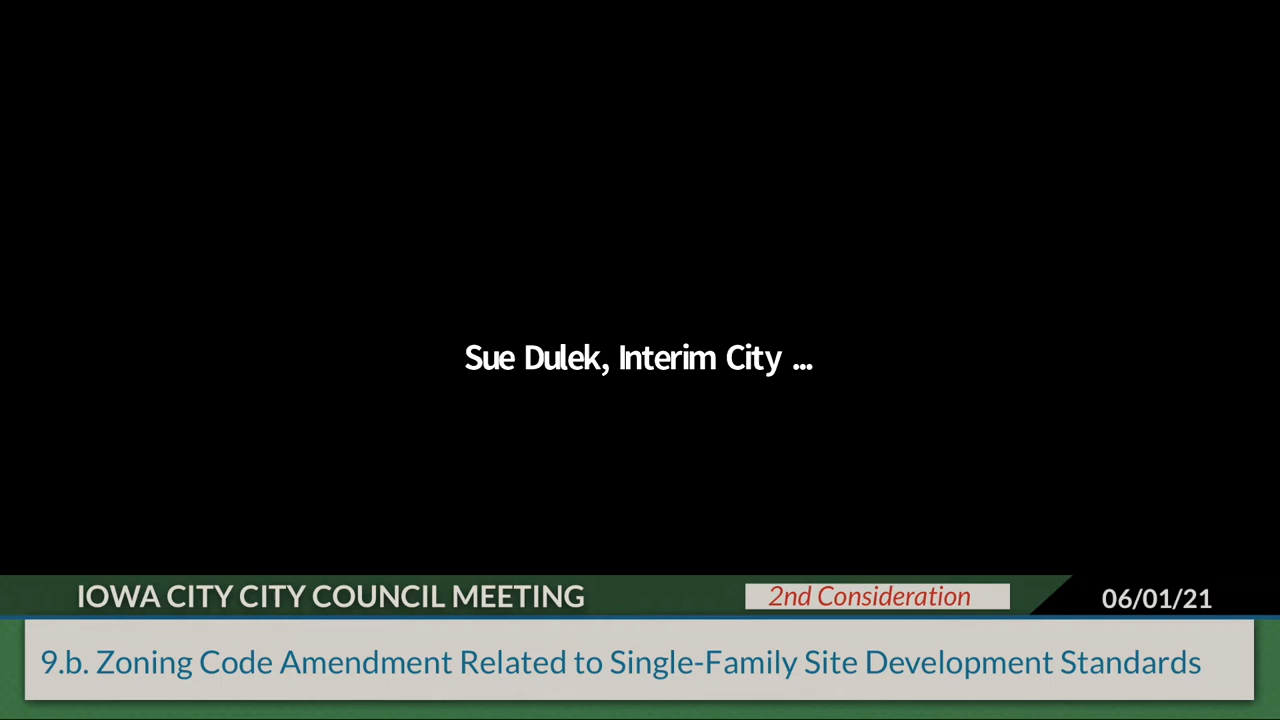 Sue Dulek, Interim City ...
IOWA CITY CITY COUNCIL MEETING
2nd Consideration
06/01/21
9.b. Zoning Code Amendment Related to Single-Family Site Development Standards